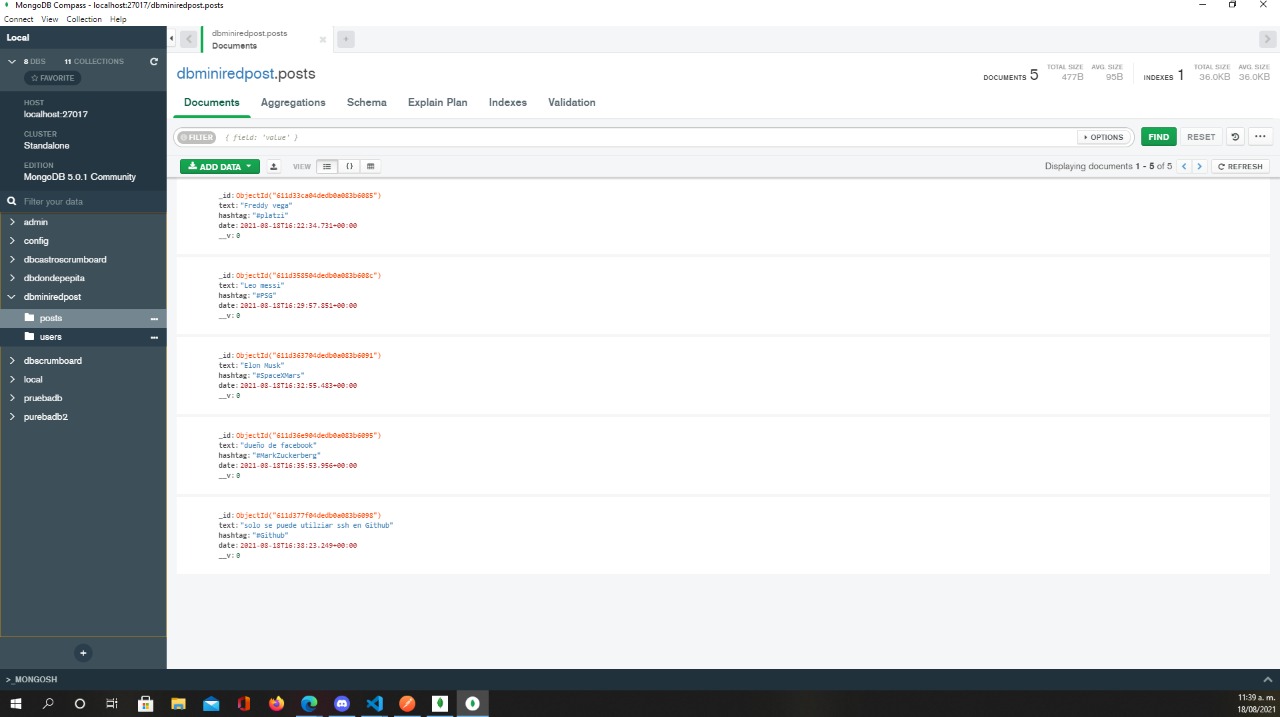 MongoDB Compass - localhost:27017/dbminiredpost.posts
Connect View Collection Help
Local
8 DBS 11 COLLECTIONS
FAVORITE
HOST
localhost:27017
CLUSTER
Standalone
EDITION
MongoDB 5.0.1 Community
Filter your data
admin
config
dbcastroscrumboard
dbdondepepita
dbminiredpost
posts
users
dbscrumboard
local
pruebadb
purebadb2
dbminiredpost.posts
Documents
dbminiredpost.posts
DOCUMENTS 5 TOTAL SIZE 477B AVG. SIZE 95B INDEXES 1 TOTAL SIZE 36.0KB AVG. SIZE 36.0KB
Documents Aggregations Schema Explain Plan Indexes Validation
FILTER { field: 'value' } OPTIONS FIND RESET ...
ADD DATA VIEW {} Displaying documents 1 - 5 of 5 REFRESH
_id: ObjectId("611d33ca04dedb0a083b6085")
text: "Freddy vega"
hashtag: "#platzi"
date: 2021-08-18T16:22:34.731+00:00
__v: 0
_id: ObjectId("611d358504dedb0a083b608c")
text: "Leo messi"
hashtag: "#PSG"
date: 2021-08-18T16:29:57.851+00:00
__v: 0
_id: ObjectId("611d363704dedb0a083b6091")
text: "Elon Musk"
hashtag: "#SpaceXMars"
date: 2021-08-18T16:32:55.483+00:00
__v: 0
_id: ObjectId("611d36e904dedb0a083b6095")
text: "dueño de facebook"
hashtag: "#MarkZuckerberg"
date: 2021-08-18T16:35:53.956+00:00
__v: 0
_id: ObjectId("611d377f04dedb0a083b6098")
text: "solo se puede utilziar ssh en Github"
hashtag: "#Github"
date: 2021-08-18T16:38:23.249+00:00
__v: 0
>_MONGOSH
11:39 a. m.
18/08/2021